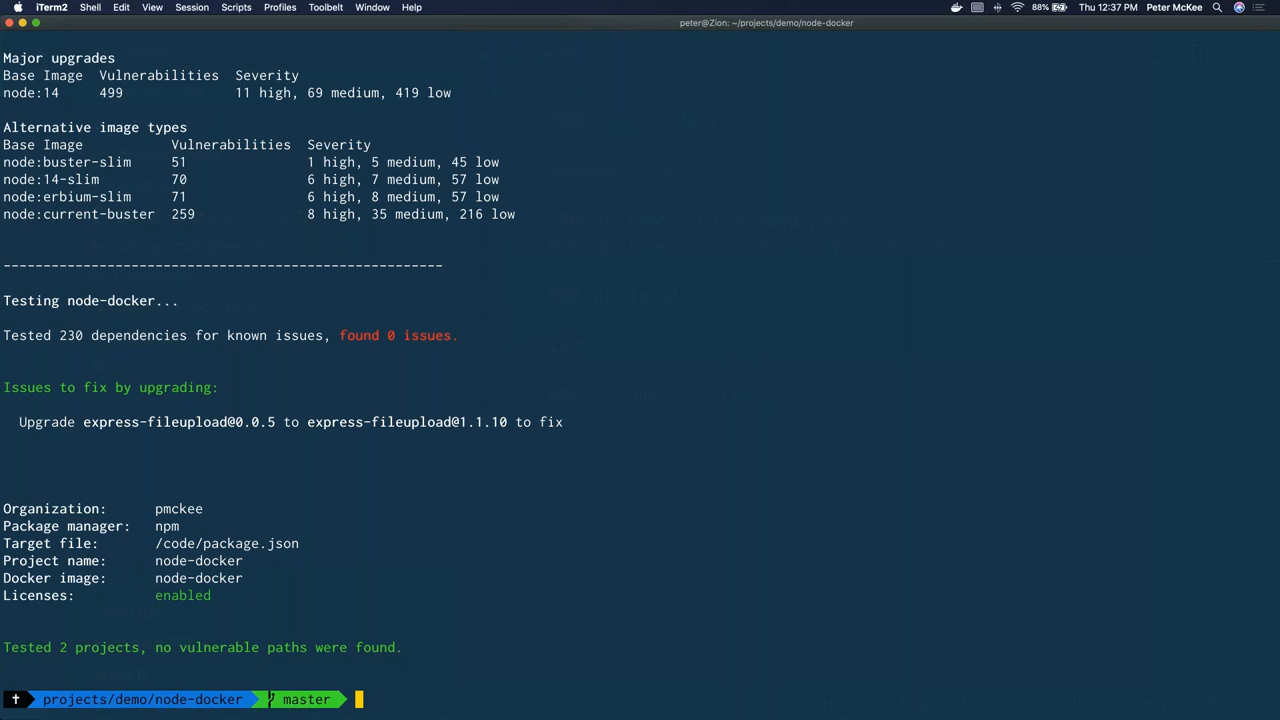 iTerm2 Shell Edit View Session Scripts Profiles Toolbelt Window Help 88% Thu 12:37 PM Peter McKee
peter@Zion: ~/projects/demo/node-docker
Major upgrades
Base Image Vulnerabilities Severity
node:14 499 11 high, 69 medium, 419 low
Alternative image types
Base Image Vulnerabilities Severity
node:buster-slim 51 1 high, 5 medium, 45 low
node:14-slim 70 6 high, 7 medium, 57 low
node:erbium-slim 71 6 high, 8 medium, 57 low
node:current-buster 259 8 high, 35 medium, 216 low
-------------------------------------------------------
Testing node-docker...
Tested 230 dependencies for known issues, found 0 issues.
Issues to fix by upgrading:
Upgrade express-fileupload@0.0.5 to express-fileupload@1.1.10 to fix
Organization: pmckee
Package manager: npm
Target file: /code/package.json
Project name: node-docker
Docker image: node-docker
Licenses: enabled
Tested 2 projects, no vulnerable paths were found.
projects/demo/node-docker master